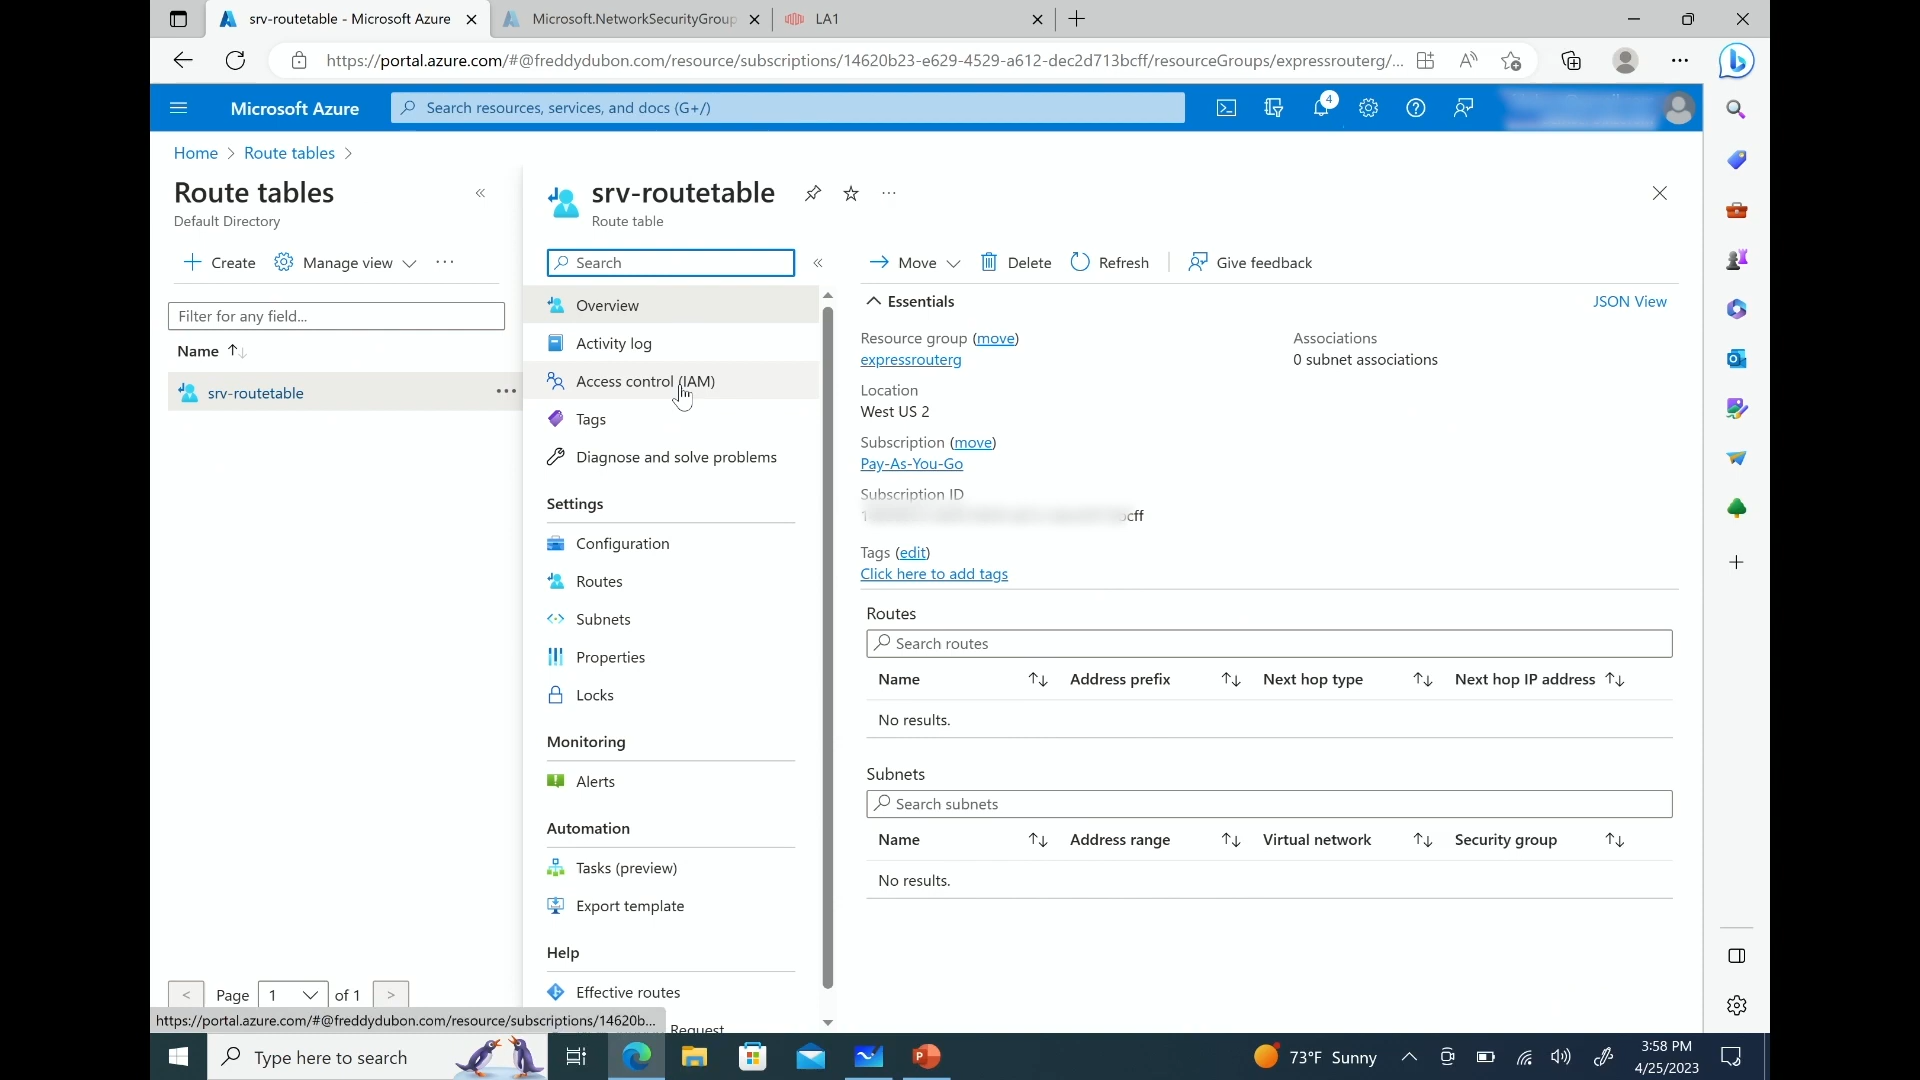 srv-routetable - Microsoft Azure
Microsoft.NetworkSecurityGroup
LA1
https://portal.azure.com/#@freddydubon.com/resource/subscriptions/14620b23-e629-4529-a612-dec2d713bcff/resourceGroups/expressrouterg/...
Microsoft Azure
Search resources, services, and docs (G+/)
4
Home > Route tables >
Route tables
Default Directory
Create
Manage view
Filter for any field...
Name
srv-routetable
< Page 1 of 1 >
https://portal.azure.com/#@freddydubon.com/resource/subscriptions/14620b...
srv-routetable
Route table
Search
Overview
Activity log
Access control (IAM)
Tags
Diagnose and solve problems
Settings
Configuration
Routes
Subnets
Properties
Locks
Monitoring
Alerts
Automation
Tasks (preview)
Export template
Help
Effective routes
Request
Move
Delete
Refresh
Give feedback
Essentials
JSON View
Resource group (move)
expressrouterg
Location
West US 2
Subscription (move)
Pay-As-You-Go
Subscription ID
cff
Tags (edit)
Click here to add tags
Associations
0 subnet associations
Routes
Search routes
Name Address prefix Next hop type Next hop IP address
No results.
Subnets
Search subnets
Name Address range Virtual network Security group
No results.
Type here to search
73°F Sunny
3:58 PM
4/25/2023